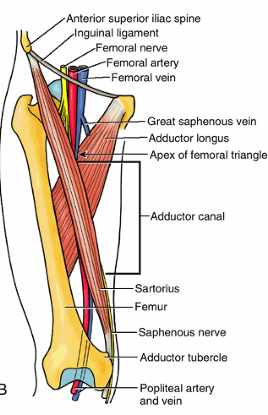 Anterior superior iliac spine
Inguinal ligament
Femoral nerve
Femoral artery
Femoral vein
Great saphenous vein
Adductor longus
Apex of femoral triangle
Adductor canal
Sartorius
Femur
Saphenous nerve
Adductor tubercle
Popliteal artery
and vein
B